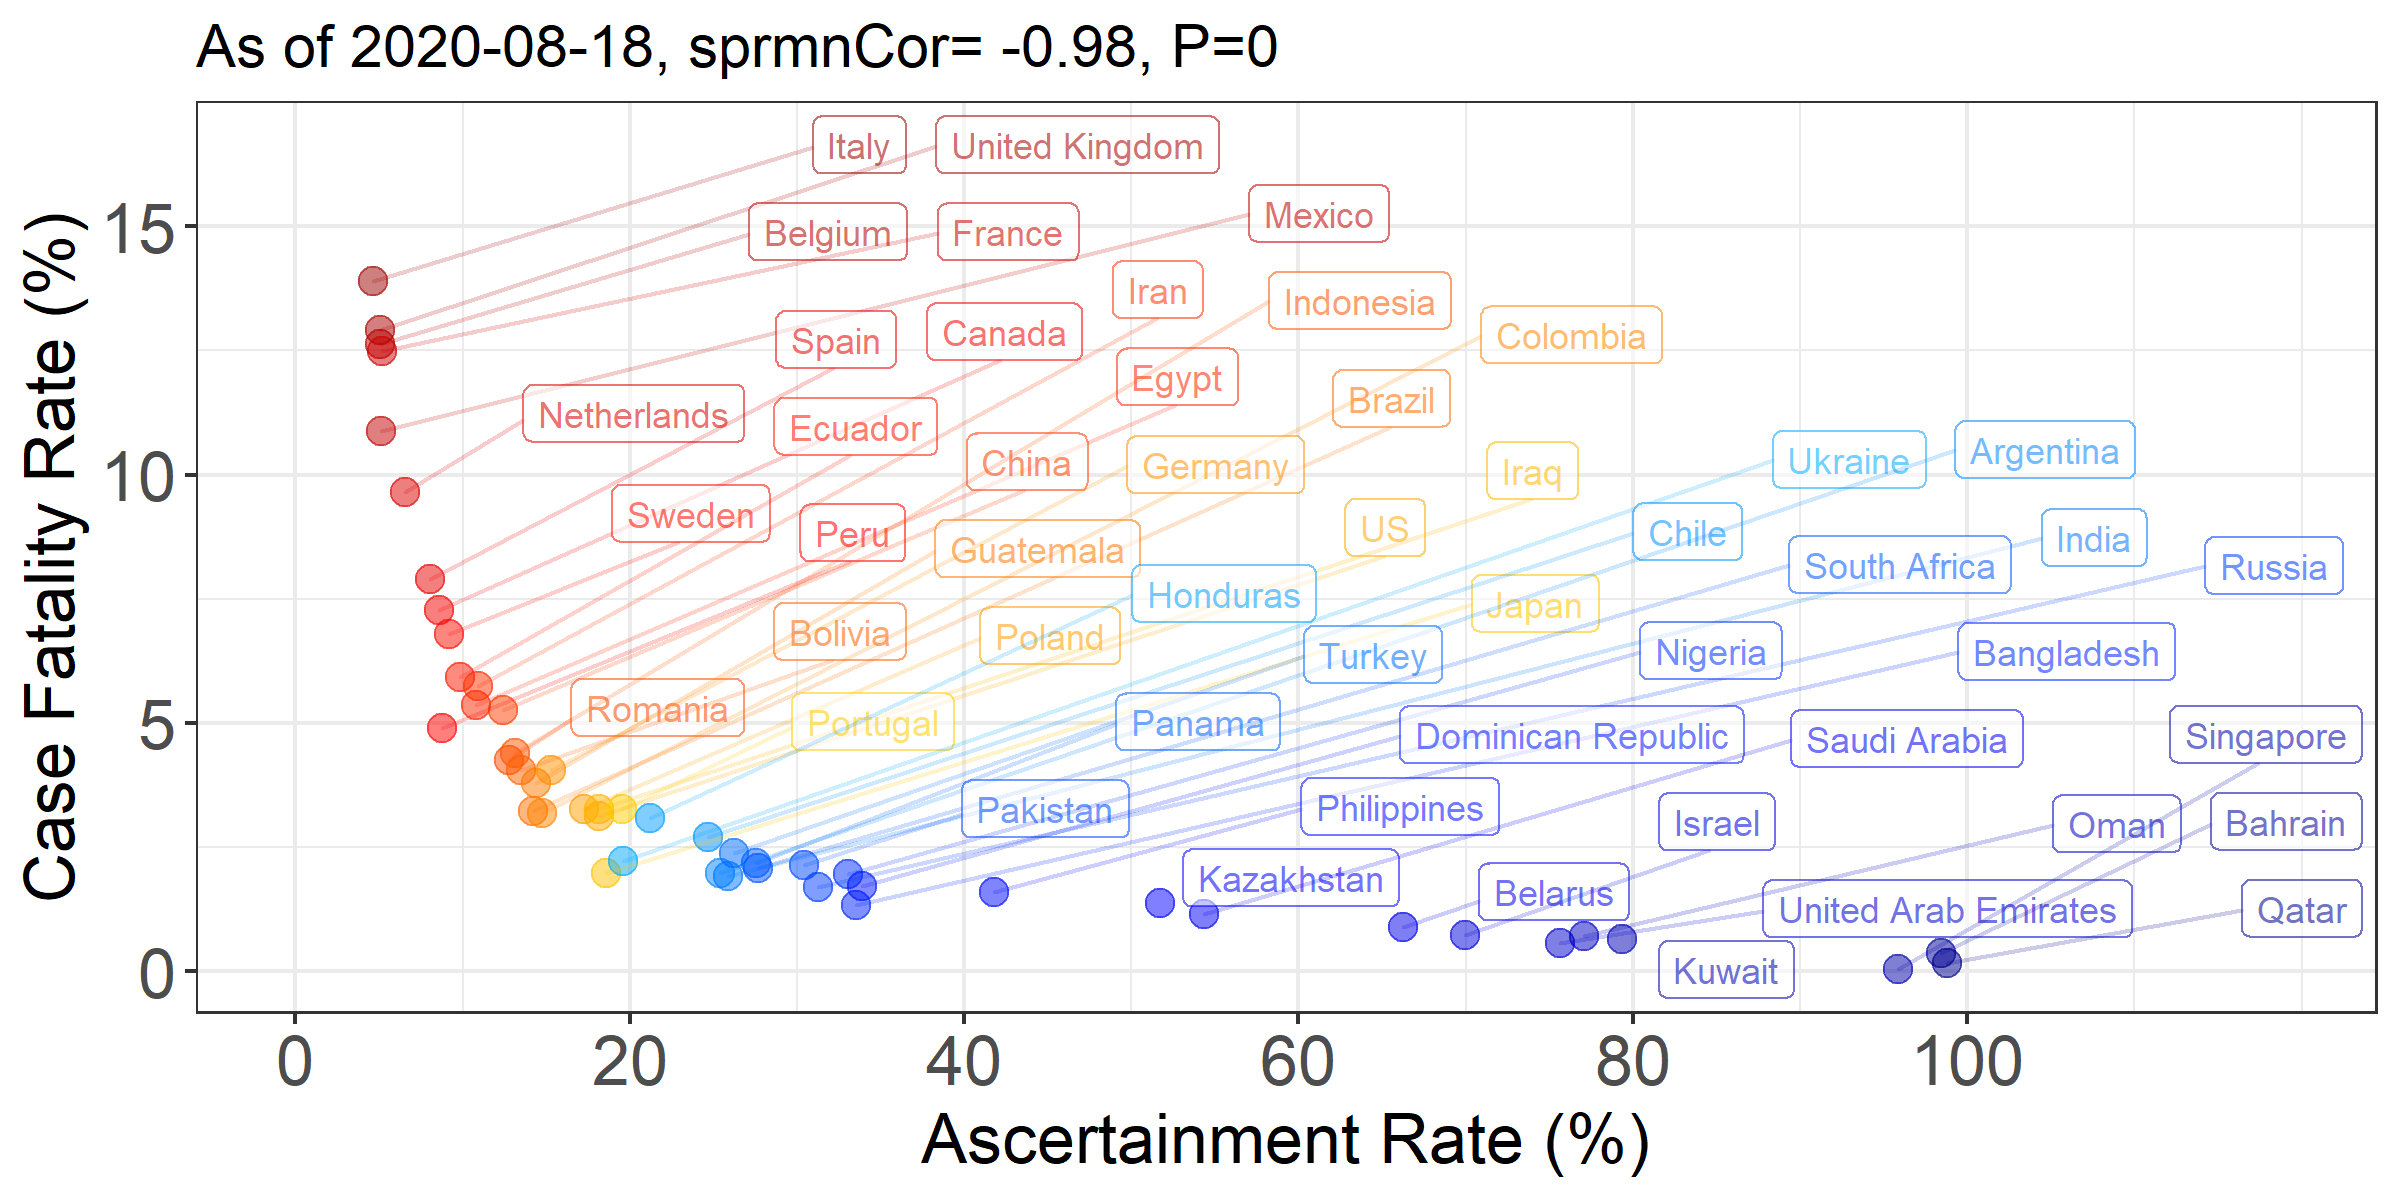 As of 2020-08-18, sprmnCor= -0.98, P=0
Italy
United Kingdom
Mexico
Belgium
France
Iran
Indonesia
Colombia
Spain
Canada
Egypt
Brazil
Netherlands
Ecuador
China
Germany
Iraq
Ukraine
Argentina
Sweden
Peru
Guatemala
US
Chile
India
South Africa
Russia
Honduras
Japan
Bolivia
Poland
Turkey
Nigeria
Bangladesh
Romania
Portugal
Panama
Dominican Republic
Saudi Arabia
Singapore
Pakistan
Philippines
Israel
Oman
Bahrain
Kazakhstan
Belarus
United Arab Emirates
Qatar
Kuwait
Case Fatality Rate (%)
15
10
5
0
0 20 40 60 80 100
Ascertainment Rate (%)